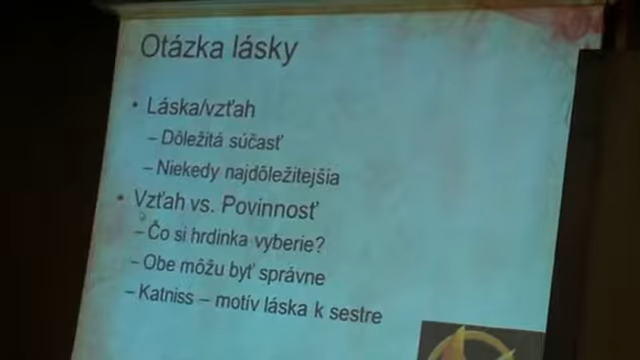 Otázka lásky
• Láska/vzťah
– Dôležitá súčasť
– Niekedy najdôležitejšia
• Vzťah vs. Povinnosť
– Čo si hrdinka vyberie?
– Obe môžu byť správne
– Katniss – motív láska k sestre